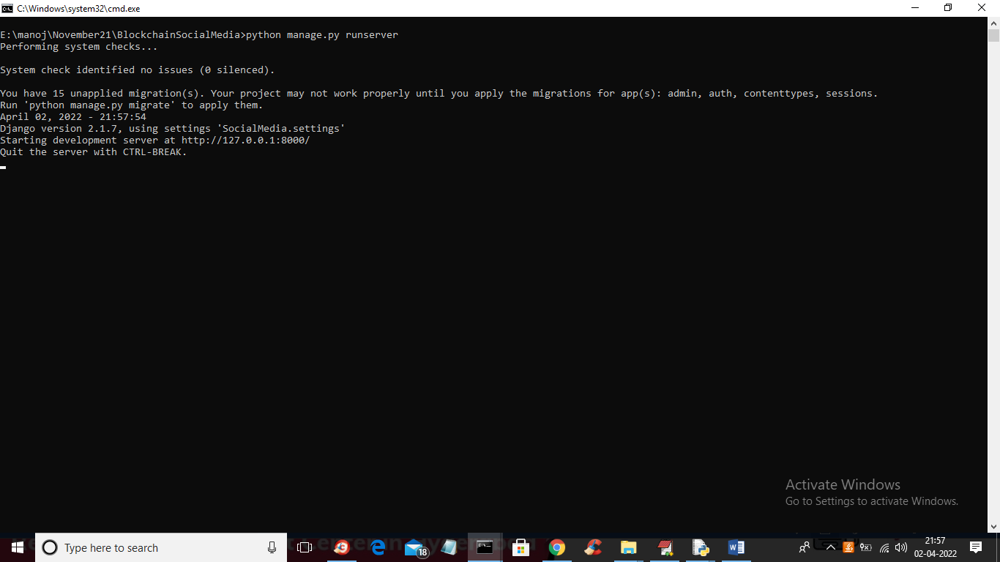 C:\Windows\system32\cmd.exe
E:\manoj\November21\BlockchainSocialMedia>python manage.py runserver
Performing system checks...
System check identified no issues (0 silenced).
You have 15 unapplied migration(s). Your project may not work properly until you apply the migrations for app(s): admin, auth, contenttypes, sessions.
Run 'python manage.py migrate' to apply them.
April 02, 2022 - 21:57:54
Django version 2.1.7, using settings 'SocialMedia.settings'
Starting development server at http://127.0.0.1:8000/
Quit the server with CTRL-BREAK.
Activate Windows
Go to Settings to activate Windows.
Type here to search
18
21:57
02-04-2022